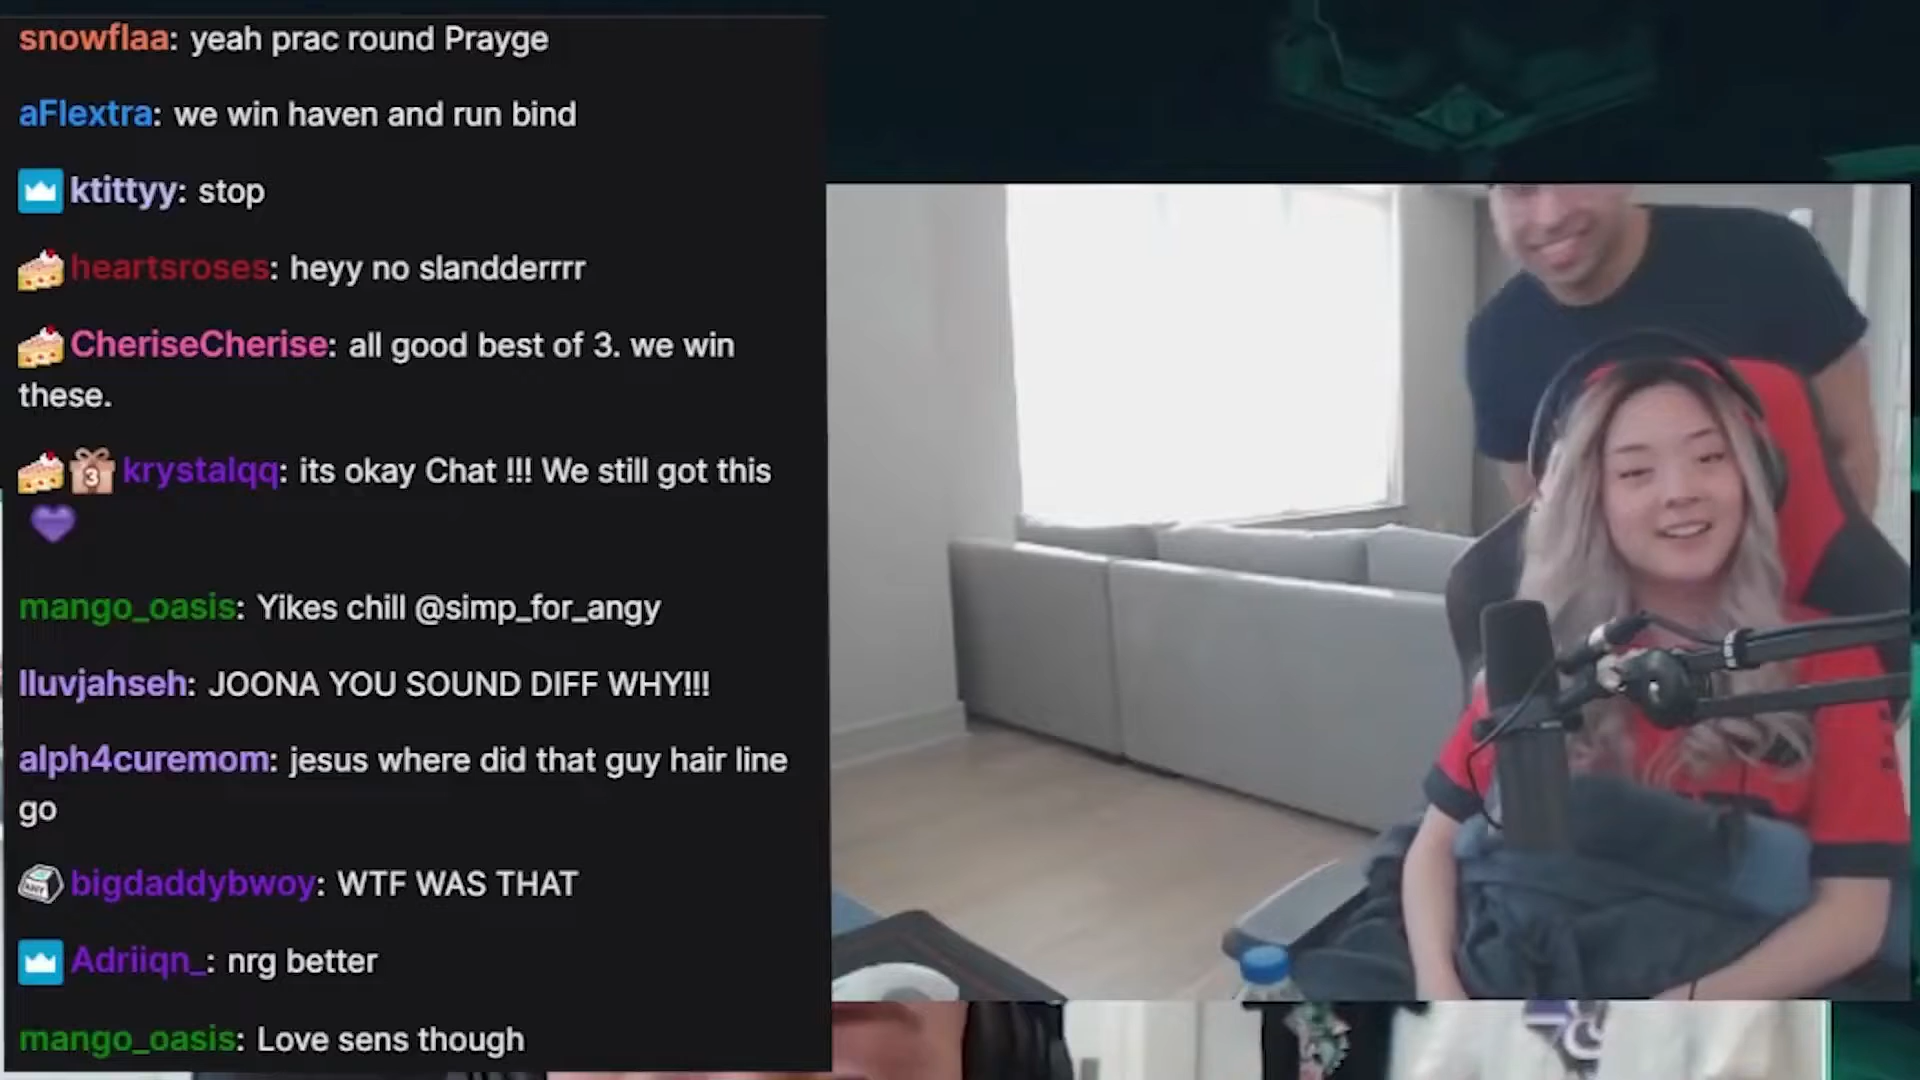 snowflaa: yeah prac round Prayge
aFlextra: we win haven and run bind
ktittyy: stop
heartsroses: heyy no slandderrrr
CheriseCherise: all good best of 3. we win
these.
3 krystalqq: its okay Chat !!! We still got this
mango_oasis: Yikes chill @simp_for_angy
lluvjahseh: JOONA YOU SOUND DIFF WHY!!!
alph4curemom: jesus where did that guy hair line
go
ANY bigdaddybwoy: WTF WAS THAT
Adriiqn_: nrg better
mango_oasis: Love sens though